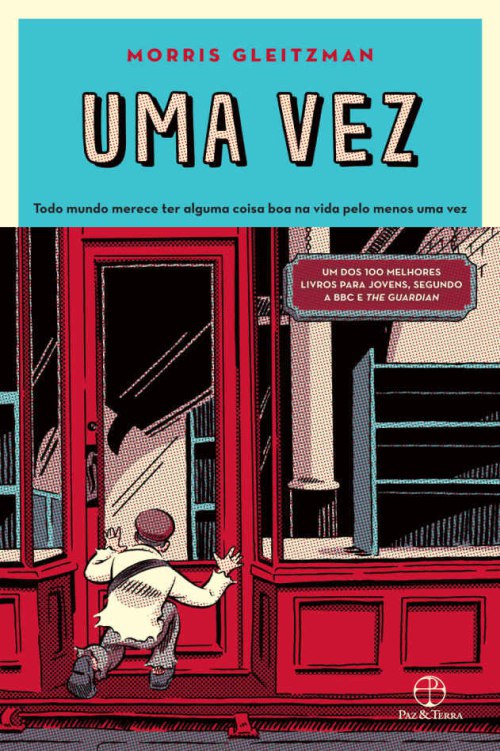 MORRIS GLEITZMAN
UMA VEZ
Todo mundo merece ter alguma coisa boa na vida pelo menos uma vez
UM DOS 100 MELHORES
LIVROS PARA JOVENS, SEGUNDO
A BBC E THE GUARDIAN
PAZ & TERRA